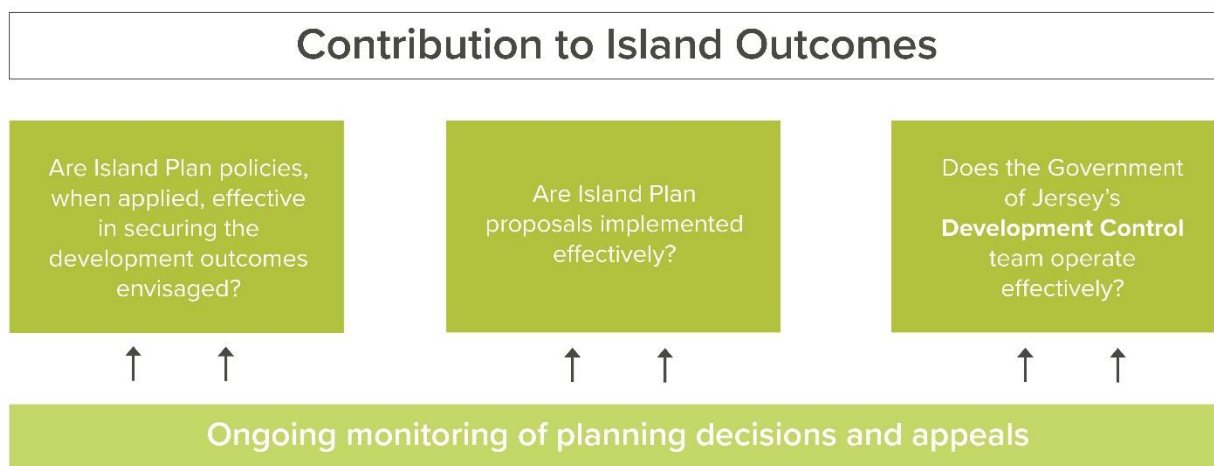 Contribution to Island Outcomes
Are Island Plan policies,
when applied, effective
in securing the
development outcomes
envisaged?
Are Island Plan
proposals implemented
effectively?
Does the Government
of Jersey's
Development Control
team operate
effectively?
Ongoing monitoring of planning decisions and appeals